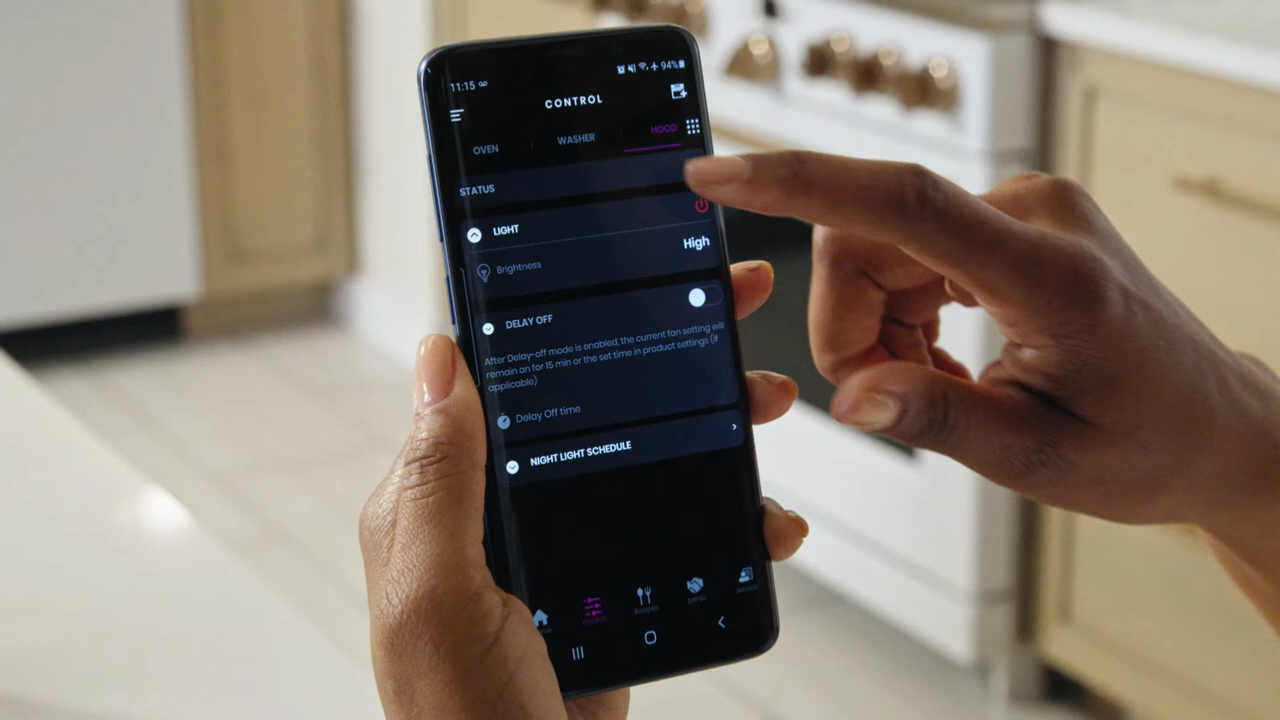 11:15 94%
CONTROL
OVEN WASHER HOOD
STATUS
LIGHT
Brightness High
DELAY OFF
After Delay-off mode is enabled, the current fan setting will
remain on for 15 min or the set time in product settings (if
applicable)
Delay Off time
NIGHT LIGHT SCHEDULE
Control Recipes Extras Service